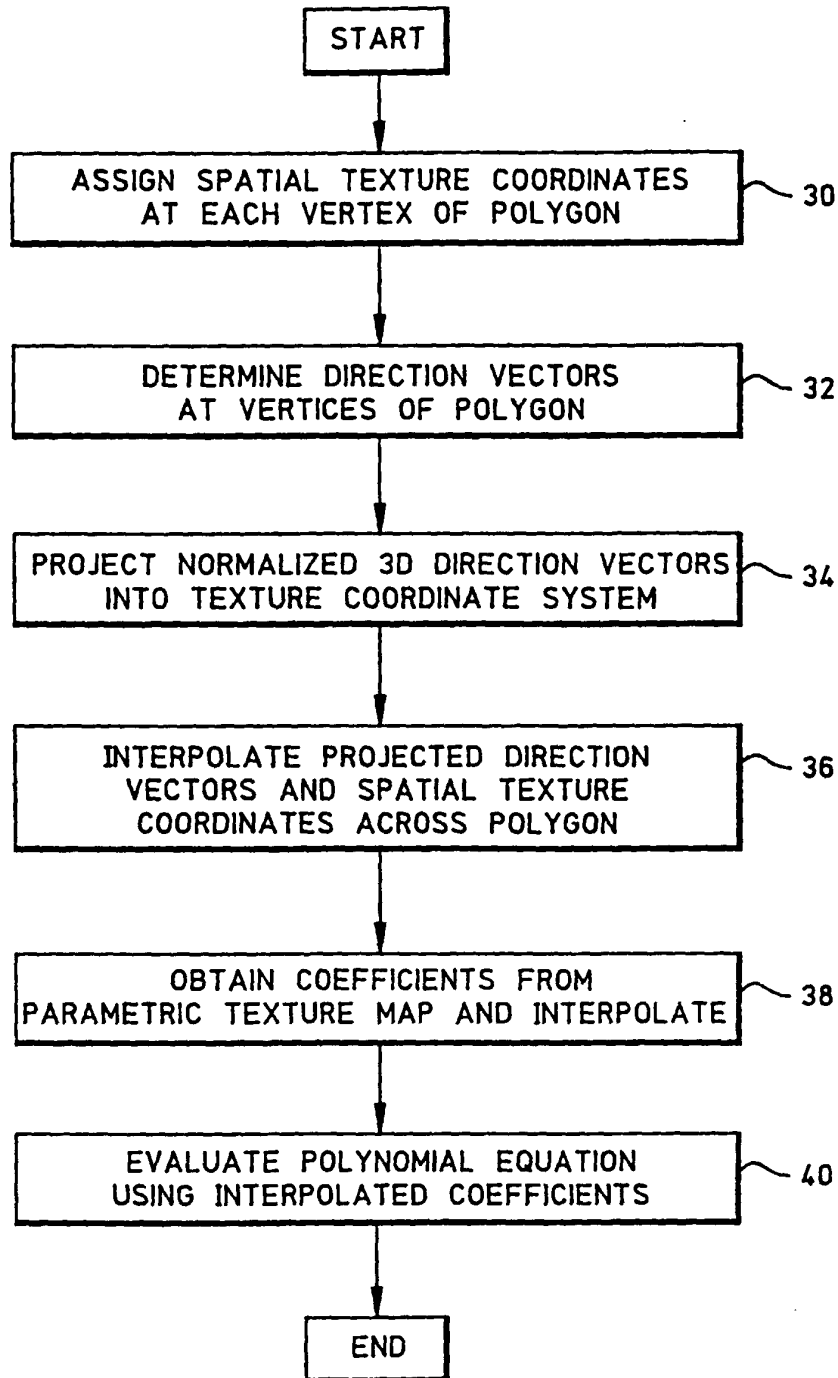 START
ASSIGN SPATIAL TEXTURE COORDINATES
AT EACH VERTEX OF POLYGON
30
DETERMINE DIRECTION VECTORS
AT VERTICES OF POLYGON
32
PROJECT NORMALIZED 3D DIRECTION VECTORS
INTO TEXTURE COORDINATE SYSTEM
34
INTERPOLATE PROJECTED DIRECTION
VECTORS AND SPATIAL TEXTURE
COORDINATES ACROSS POLYGON
36
OBTAIN COEFFICIENTS FROM
PARAMETRIC TEXTURE MAP AND INTERPOLATE
38
EVALUATE POLYNOMIAL EQUATION
USING INTERPOLATED COEFFICIENTS
40
END